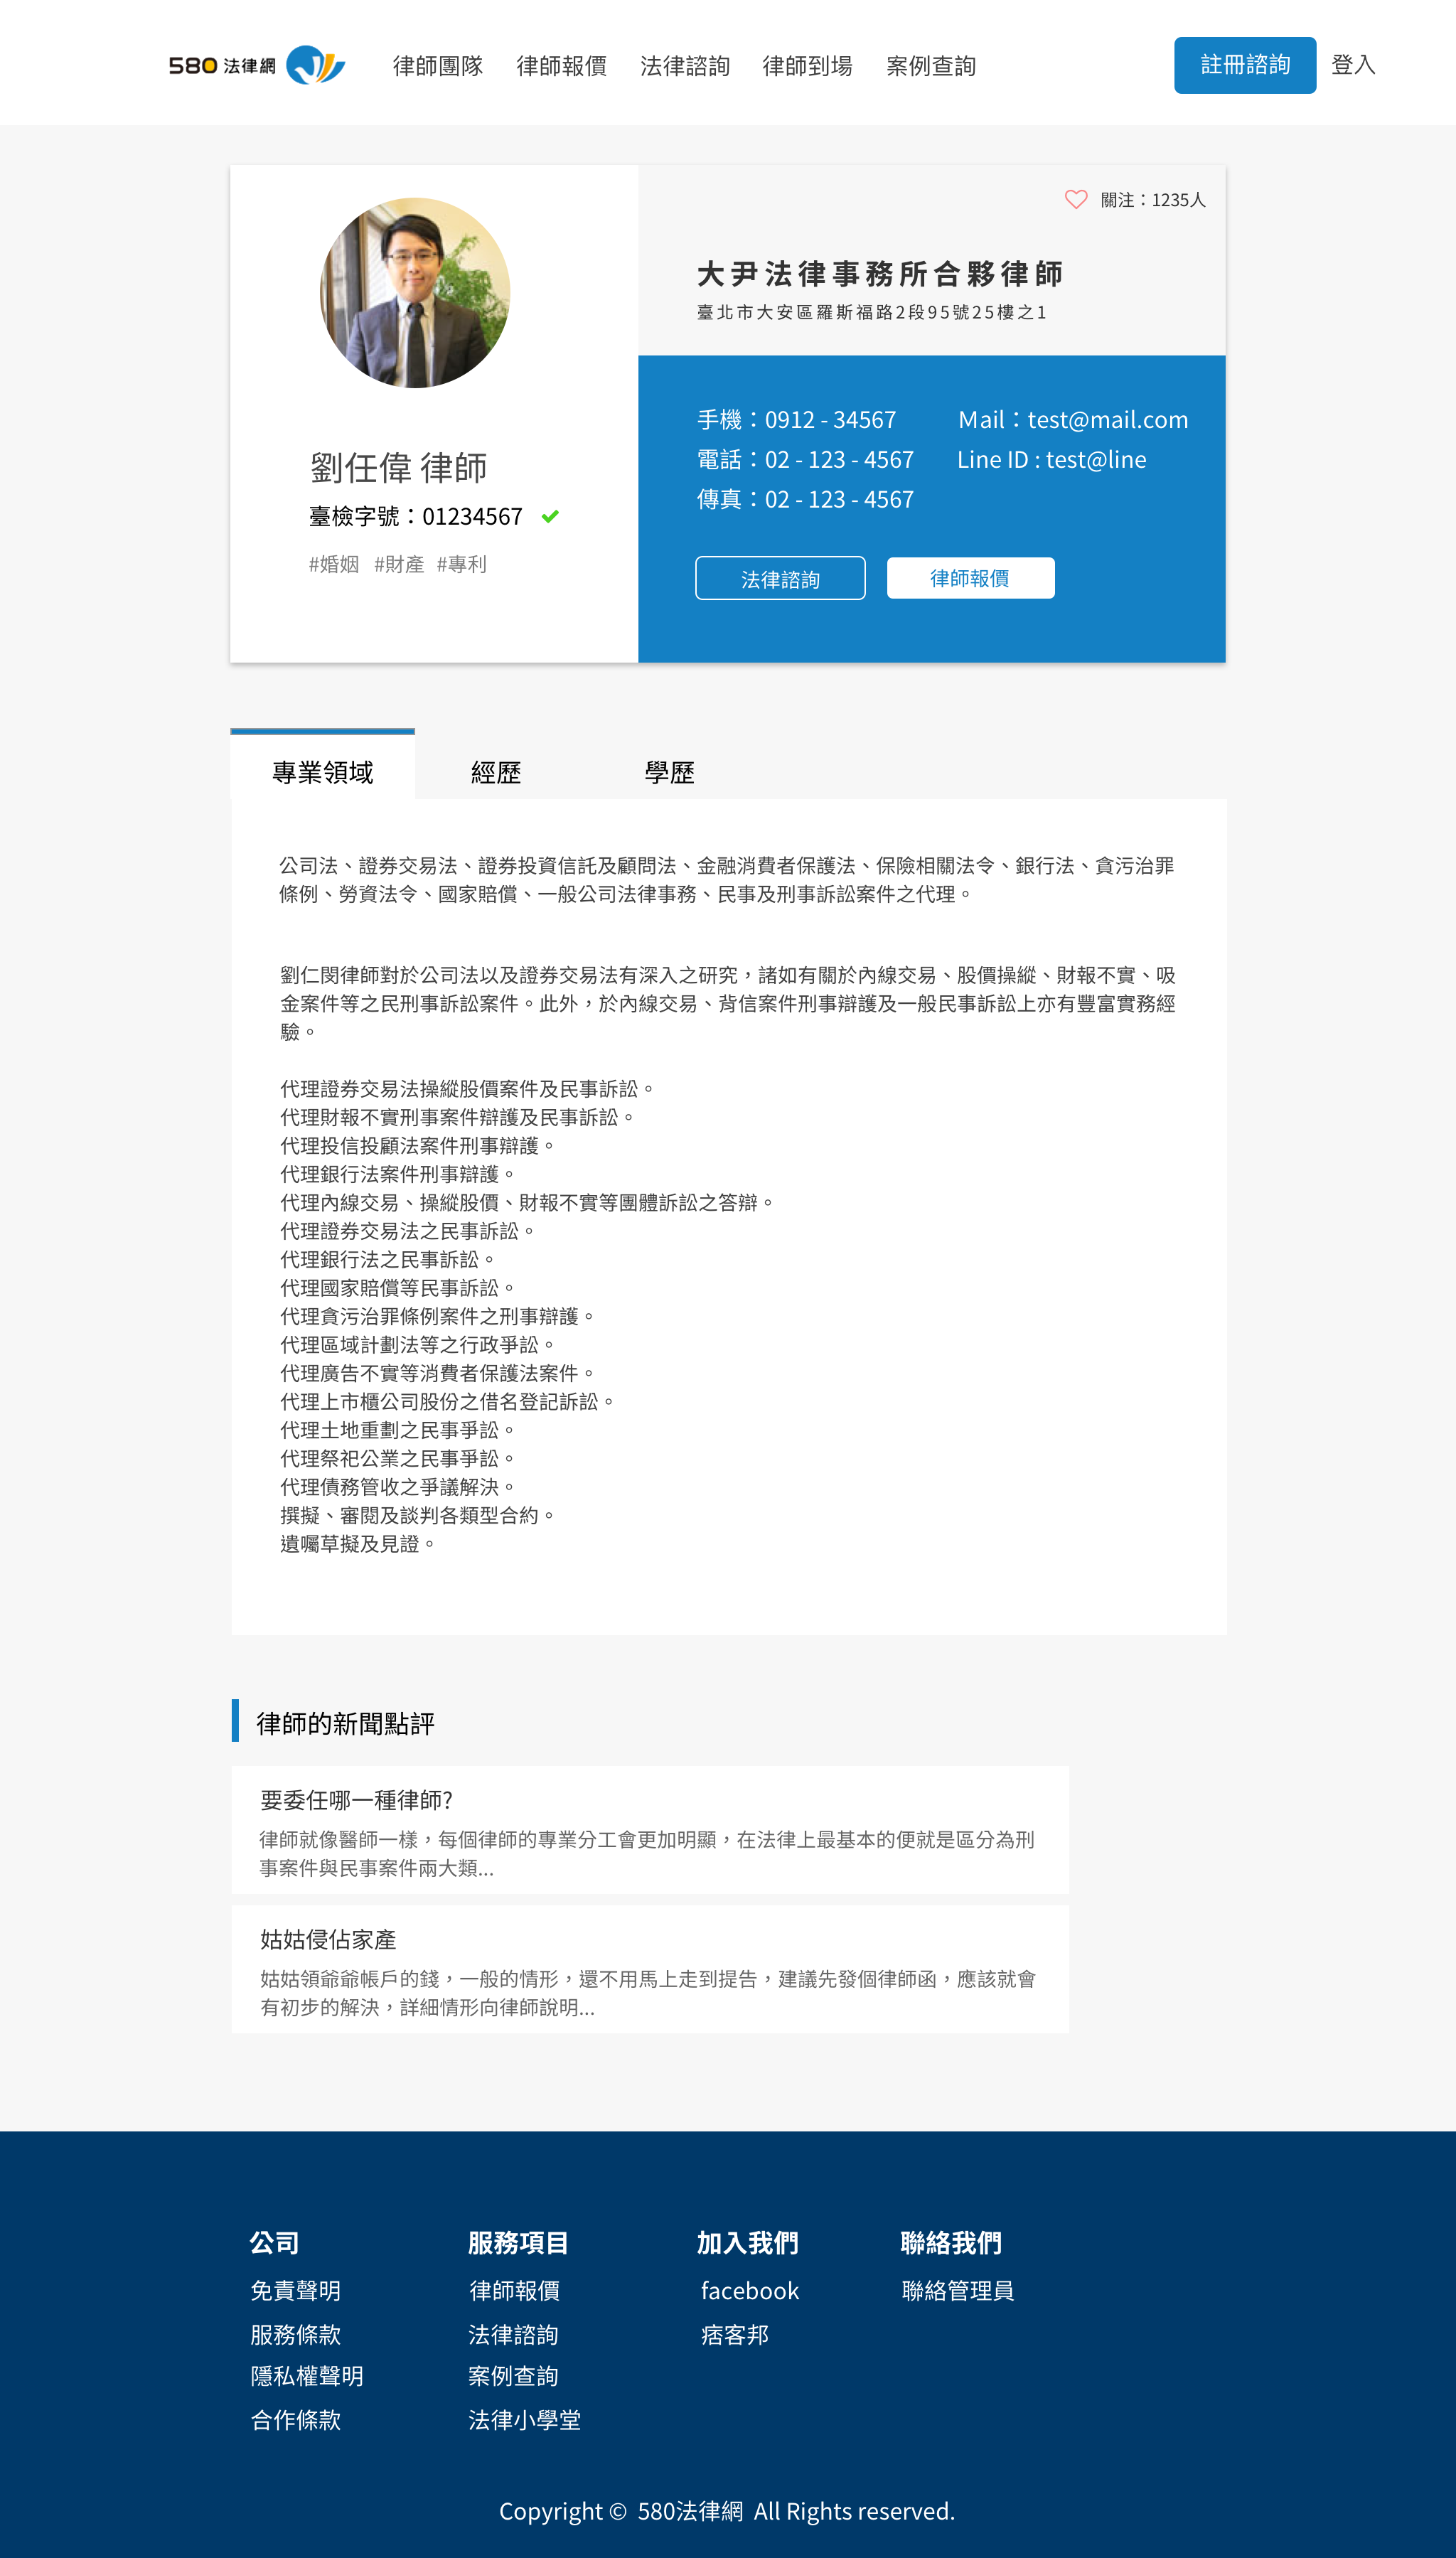 580 法律網
律師團隊 律師報價 法律諮詢 律師到場 案例查詢
註冊諮詢 登入
關注：1235人
大尹法律事務所合夥律師
臺北市大安區羅斯福路2段95號25樓之1
劉任偉 律師
臺檢字號：01234567
#婚姻 #財產 #專利
手機：0912 - 34567
電話：02 - 123 - 4567
傳真：02 - 123 - 4567
Mail：test@mail.com
Line ID : test@line
法律諮詢 律師報價
專業領域 經歷 學歷
公司法、證券交易法、證券投資信託及顧問法、金融消費者保護法、保險相關法令、銀行法、貪污治罪
條例、勞資法令、國家賠償、一般公司法律事務、民事及刑事訴訟案件之代理。
劉仁閔律師對於公司法以及證券交易法有深入之研究，諸如有關於內線交易、股價操縱、財報不實、吸
金案件等之民刑事訴訟案件。此外，於內線交易、背信案件刑事辯護及一般民事訴訟上亦有豐富實務經
驗。
代理證券交易法操縱股價案件及民事訴訟。
代理財報不實刑事案件辯護及民事訴訟。
代理投信投顧法案件刑事辯護。
代理銀行法案件刑事辯護。
代理內線交易、操縱股價、財報不實等團體訴訟之答辯。
代理證券交易法之民事訴訟。
代理銀行法之民事訴訟。
代理國家賠償等民事訴訟。
代理貪污治罪條例案件之刑事辯護。
代理區域計劃法等之行政爭訟。
代理廣告不實等消費者保護法案件。
代理上市櫃公司股份之借名登記訴訟。
代理土地重劃之民事爭訟。
代理祭祀公業之民事爭訟。
代理債務管收之爭議解決。
撰擬、審閱及談判各類型合約。
遺囑草擬及見證。
律師的新聞點評
要委任哪一種律師?
律師就像醫師一樣，每個律師的專業分工會更加明顯，在法律上最基本的便就是區分為刑
事案件與民事案件兩大類...
姑姑侵佔家產
姑姑領爺爺帳戶的錢，一般的情形，還不用馬上走到提告，建議先發個律師函，應該就會
有初步的解決，詳細情形向律師說明...
公司
免責聲明
服務條款
隱私權聲明
合作條款
服務項目
律師報價
法律諮詢
案例查詢
法律小學堂
加入我們
facebook
痞客邦
聯絡我們
聯絡管理員
Copyright © 580法律網 All Rights reserved.